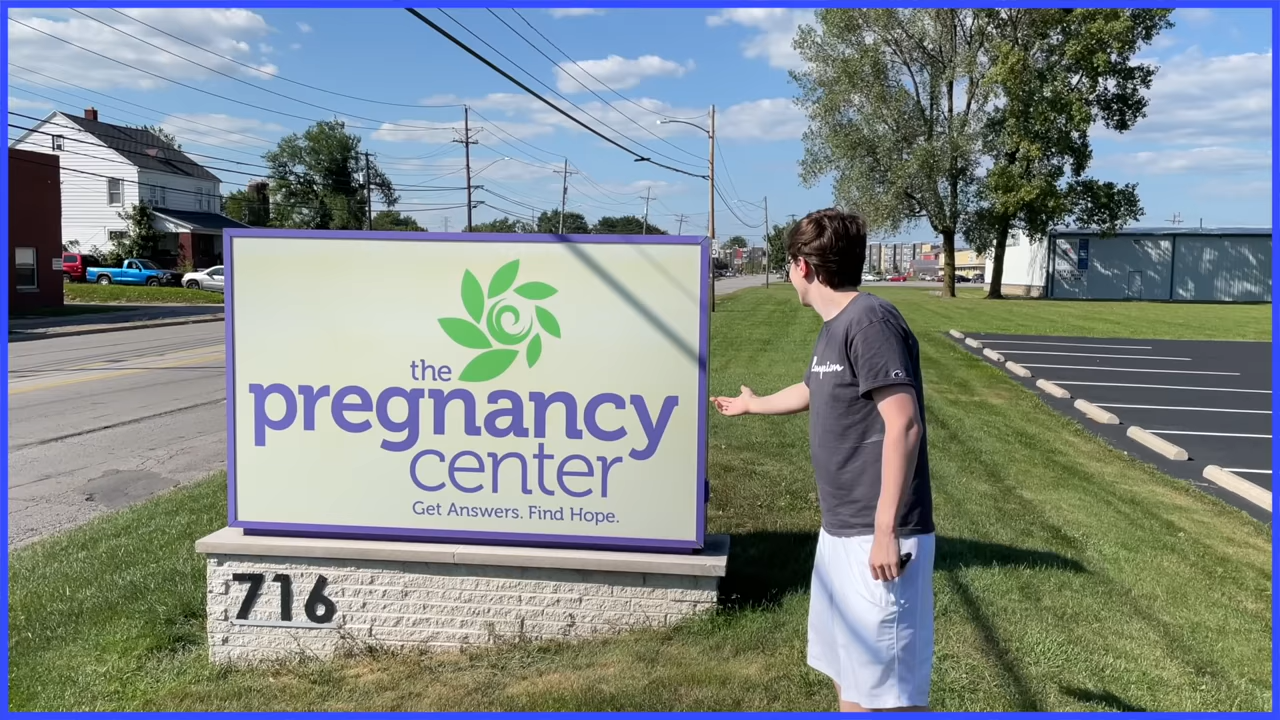 the
pregnancy
center
Get Answers. Find Hope.
716
Champion